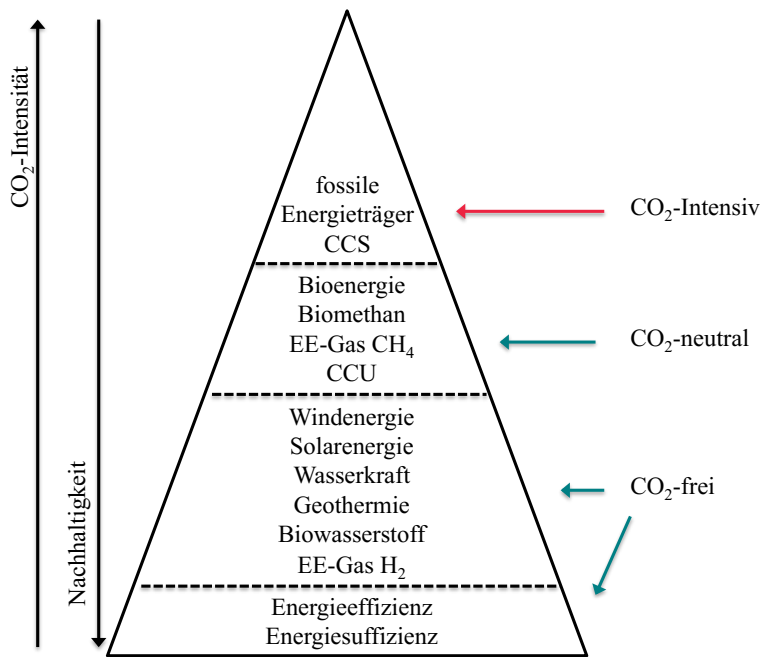 CO₂-Intensität
Nachhaltigkeit
fossile
Energieträger
CCS
CO₂-Intensiv
Bioenergie
Biomethan
EE-Gas CH₄
CCU
CO₂-neutral
Windenergie
Solarenergie
Wasserkraft
Geothermie
Biowasserstoff
EE-Gas H₂
CO₂-frei
Energieeffizienz
Energiesuffizienz